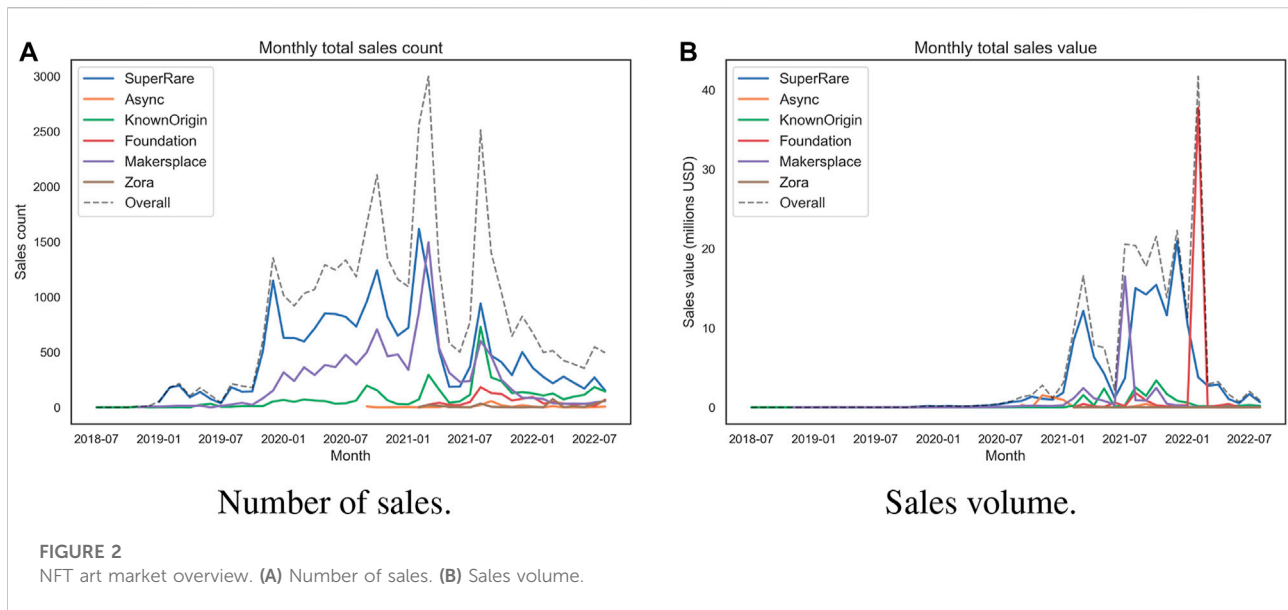 A
Monthly total sales count
3000
2500
2000
1500
1000
500
0
Sales count
SuperRare
Async
KnownOrigin
Foundation
Makersplace
Zora
Overall
2018-07 2019-01 2019-07 2020-01 2020-07 2021-01 2021-07 2022-01 2022-07
Month
Number of sales.
B
Monthly total sales value
40
30
20
10
0
Sales value (millions USD)
SuperRare
Async
KnownOrigin
Foundation
Makersplace
Zora
Overall
2018-07 2019-01 2019-07 2020-01 2020-07 2021-01 2021-07 2022-01 2022-07
Month
Sales volume.
FIGURE 2
NFT art market overview. (A) Number of sales. (B) Sales volume.